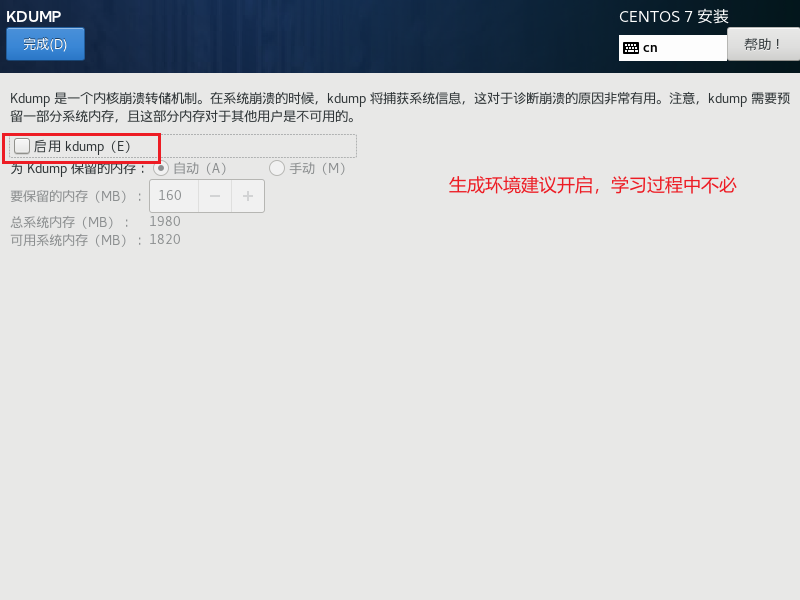 KDUMP
CENTOS 7 安装
完成(D)
cn
帮助！
Kdump 是一个内核崩溃转储机制。在系统崩溃的时候，kdump 将捕获系统信息，这对于诊断崩溃的原因非常有用。注意，kdump 需要预
留一部分系统内存，且这部分内存对于其他用户是不可用的。
启用 kdump（E）
为 Kdump 保留的内存： 自动（A） 手动（M）
生成环境建议开启，学习过程中不必
要保留的内存（MB）： 160 − +
总系统内存（MB）： 1980
可用系统内存（MB）： 1820